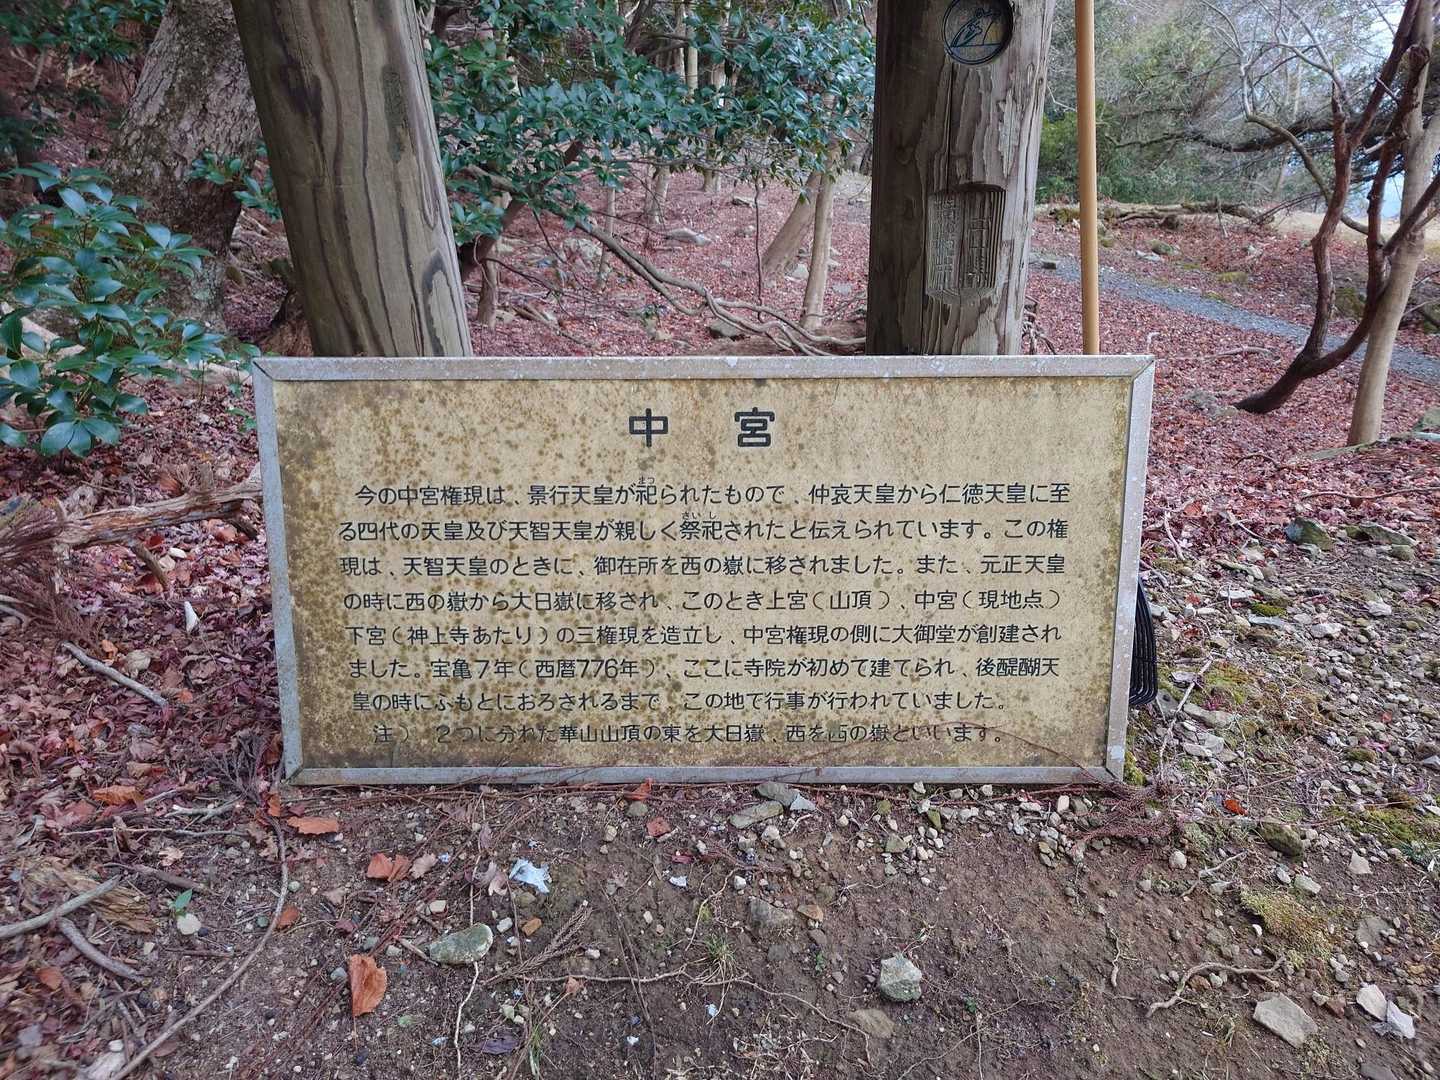 中宮
今の中宮権現は、景行天皇が祀られたもので、仲哀天皇から仁徳天皇に至
る四代の天皇及び天智天皇が親しく祭祀されたと伝えられています。この権
現は、天智天皇のときに、御在所を西の嶽に移されました。また、元正天皇
の時に西の嶽から大日嶽に移され、このとき上宮（山頂）、中宮（現地点）
下宮（神上寺あたり）の三権現を造立し、中宮権現の側に大御堂が創建され
ました。宝亀7年（西暦776年）、ここに寺院が初めて建てられ、後醍醐天
皇の時にふもとにおろされるまで、この地で行事が行われていました。
注） 2つに分れた華山山頂の東を大日嶽、西を西の嶽といいます。